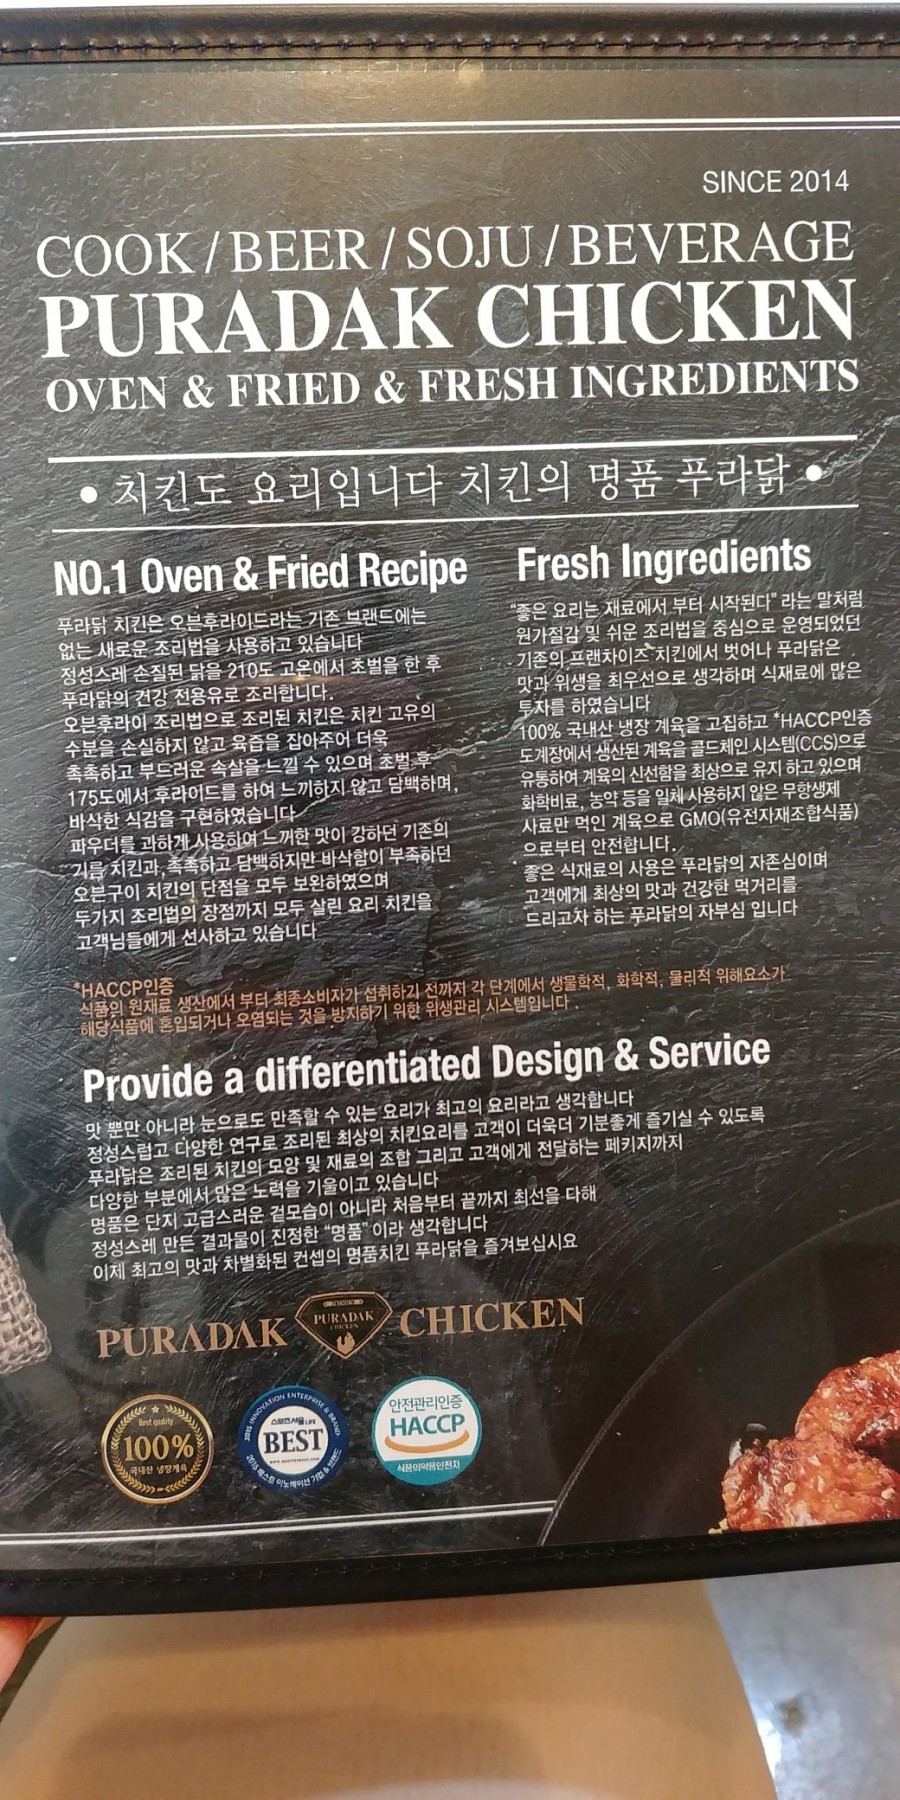 SINCE 2014
COOK / BEER / SOJU / BEVERAGE
PURADAK CHICKEN
OVEN & FRIED & FRESH INGREDIENTS
• 치킨도 요리입니다 치킨의 명품 푸라닭 •
NO.1 Oven & Fried Recipe
푸라닭 치킨은 오븐후라이드라는 기존 브랜드에는
없는 새로운 조리법을 사용하고 있습니다
정성스레 손질된 닭을 210도 고온에서 초벌을 한 후
푸라닭의 건강 전용유로 조리합니다.
오븐후라이 조리법으로 조리된 치킨은 치킨 고유의
수분을 손실하지 않고 육즙을 잡아주어 더욱
촉촉하고 부드러운 속살을 느낄 수 있으며 초벌 후
175도에서 후라이드를 하여 느끼하지 않고 담백하며,
바삭한 식감을 구현하였습니다
파우더를 과하게 사용하여 느끼한 맛이 강하던 기존의
기름 치킨과, 촉촉하고 담백하지만 바삭함이 부족하던
오븐구이 치킨의 단점을 모두 보완하였으며
두가지 조리법의 장점까지 모두 살린 요리 치킨을
고객님들에게 선사하고 있습니다
Fresh Ingredients
“좋은 요리는 재료에서 부터 시작된다” 라는 말처럼
원가절감 및 쉬운 조리법을 중심으로 운영되었던
기존의 프랜차이즈 치킨에서 벗어나 푸라닭은
맛과 위생을 최우선으로 생각하며 식재료에 많은
투자를 하였습니다
100% 국내산 냉장 계육을 고집하고 *HACCP인증
도계장에서 생산된 계육을 콜드체인 시스템(CCS)으로
유통하여 계육의 신선함을 최상으로 유지 하고 있으며
화학비료, 농약 등을 일체 사용하지 않은 무항생제
사료만 먹인 계육으로 GMO(유전자재조합식품)
으로부터 안전합니다.
좋은 식재료의 사용은 푸라닭의 자존심이며
고객에게 최상의 맛과 건강한 먹거리를
드리고자 하는 푸라닭의 자부심 입니다
*HACCP인증
식품의 원재료 생산에서 부터 최종소비자가 섭취하기 전까지 각 단계에서 생물학적, 화학적, 물리적 위해요소가
해당식품에 혼입되거나 오염되는 것을 방지하기 위한 위생관리 시스템입니다.
Provide a differentiated Design & Service
맛 뿐만 아니라 눈으로도 만족할 수 있는 요리가 최고의 요리라고 생각합니다
정성스럽고 다양한 연구로 조리된 최상의 치킨요리를 고객이 더욱더 기분좋게 즐기실 수 있도록
푸라닭은 조리된 치킨의 모양 및 재료의 조합 그리고 고객에게 전달하는 페키지까지
다양한 부분에서 많은 노력을 기울이고 있습니다
명품은 단지 고급스러운 겉모습이 아니라 처음부터 끝까지 최선을 다해
정성스레 만든 결과물이 진정한 “명품” 이라 생각합니다
이제 최고의 맛과 차별화된 컨셉의 명품치킨 푸라닭을 즐겨보십시요
PURADAK
PREMIUM
PURADAK
CHICKEN
CHICKEN
Best quality
100%
국내산 냉장계육
2015 INNOVATION ENTERPRISE & BRAND
스포츠서울 LIFE
BEST
2015 베스트 이노베이션 기업 & 브랜드
안전관리인증
HACCP
식품의약품안전처